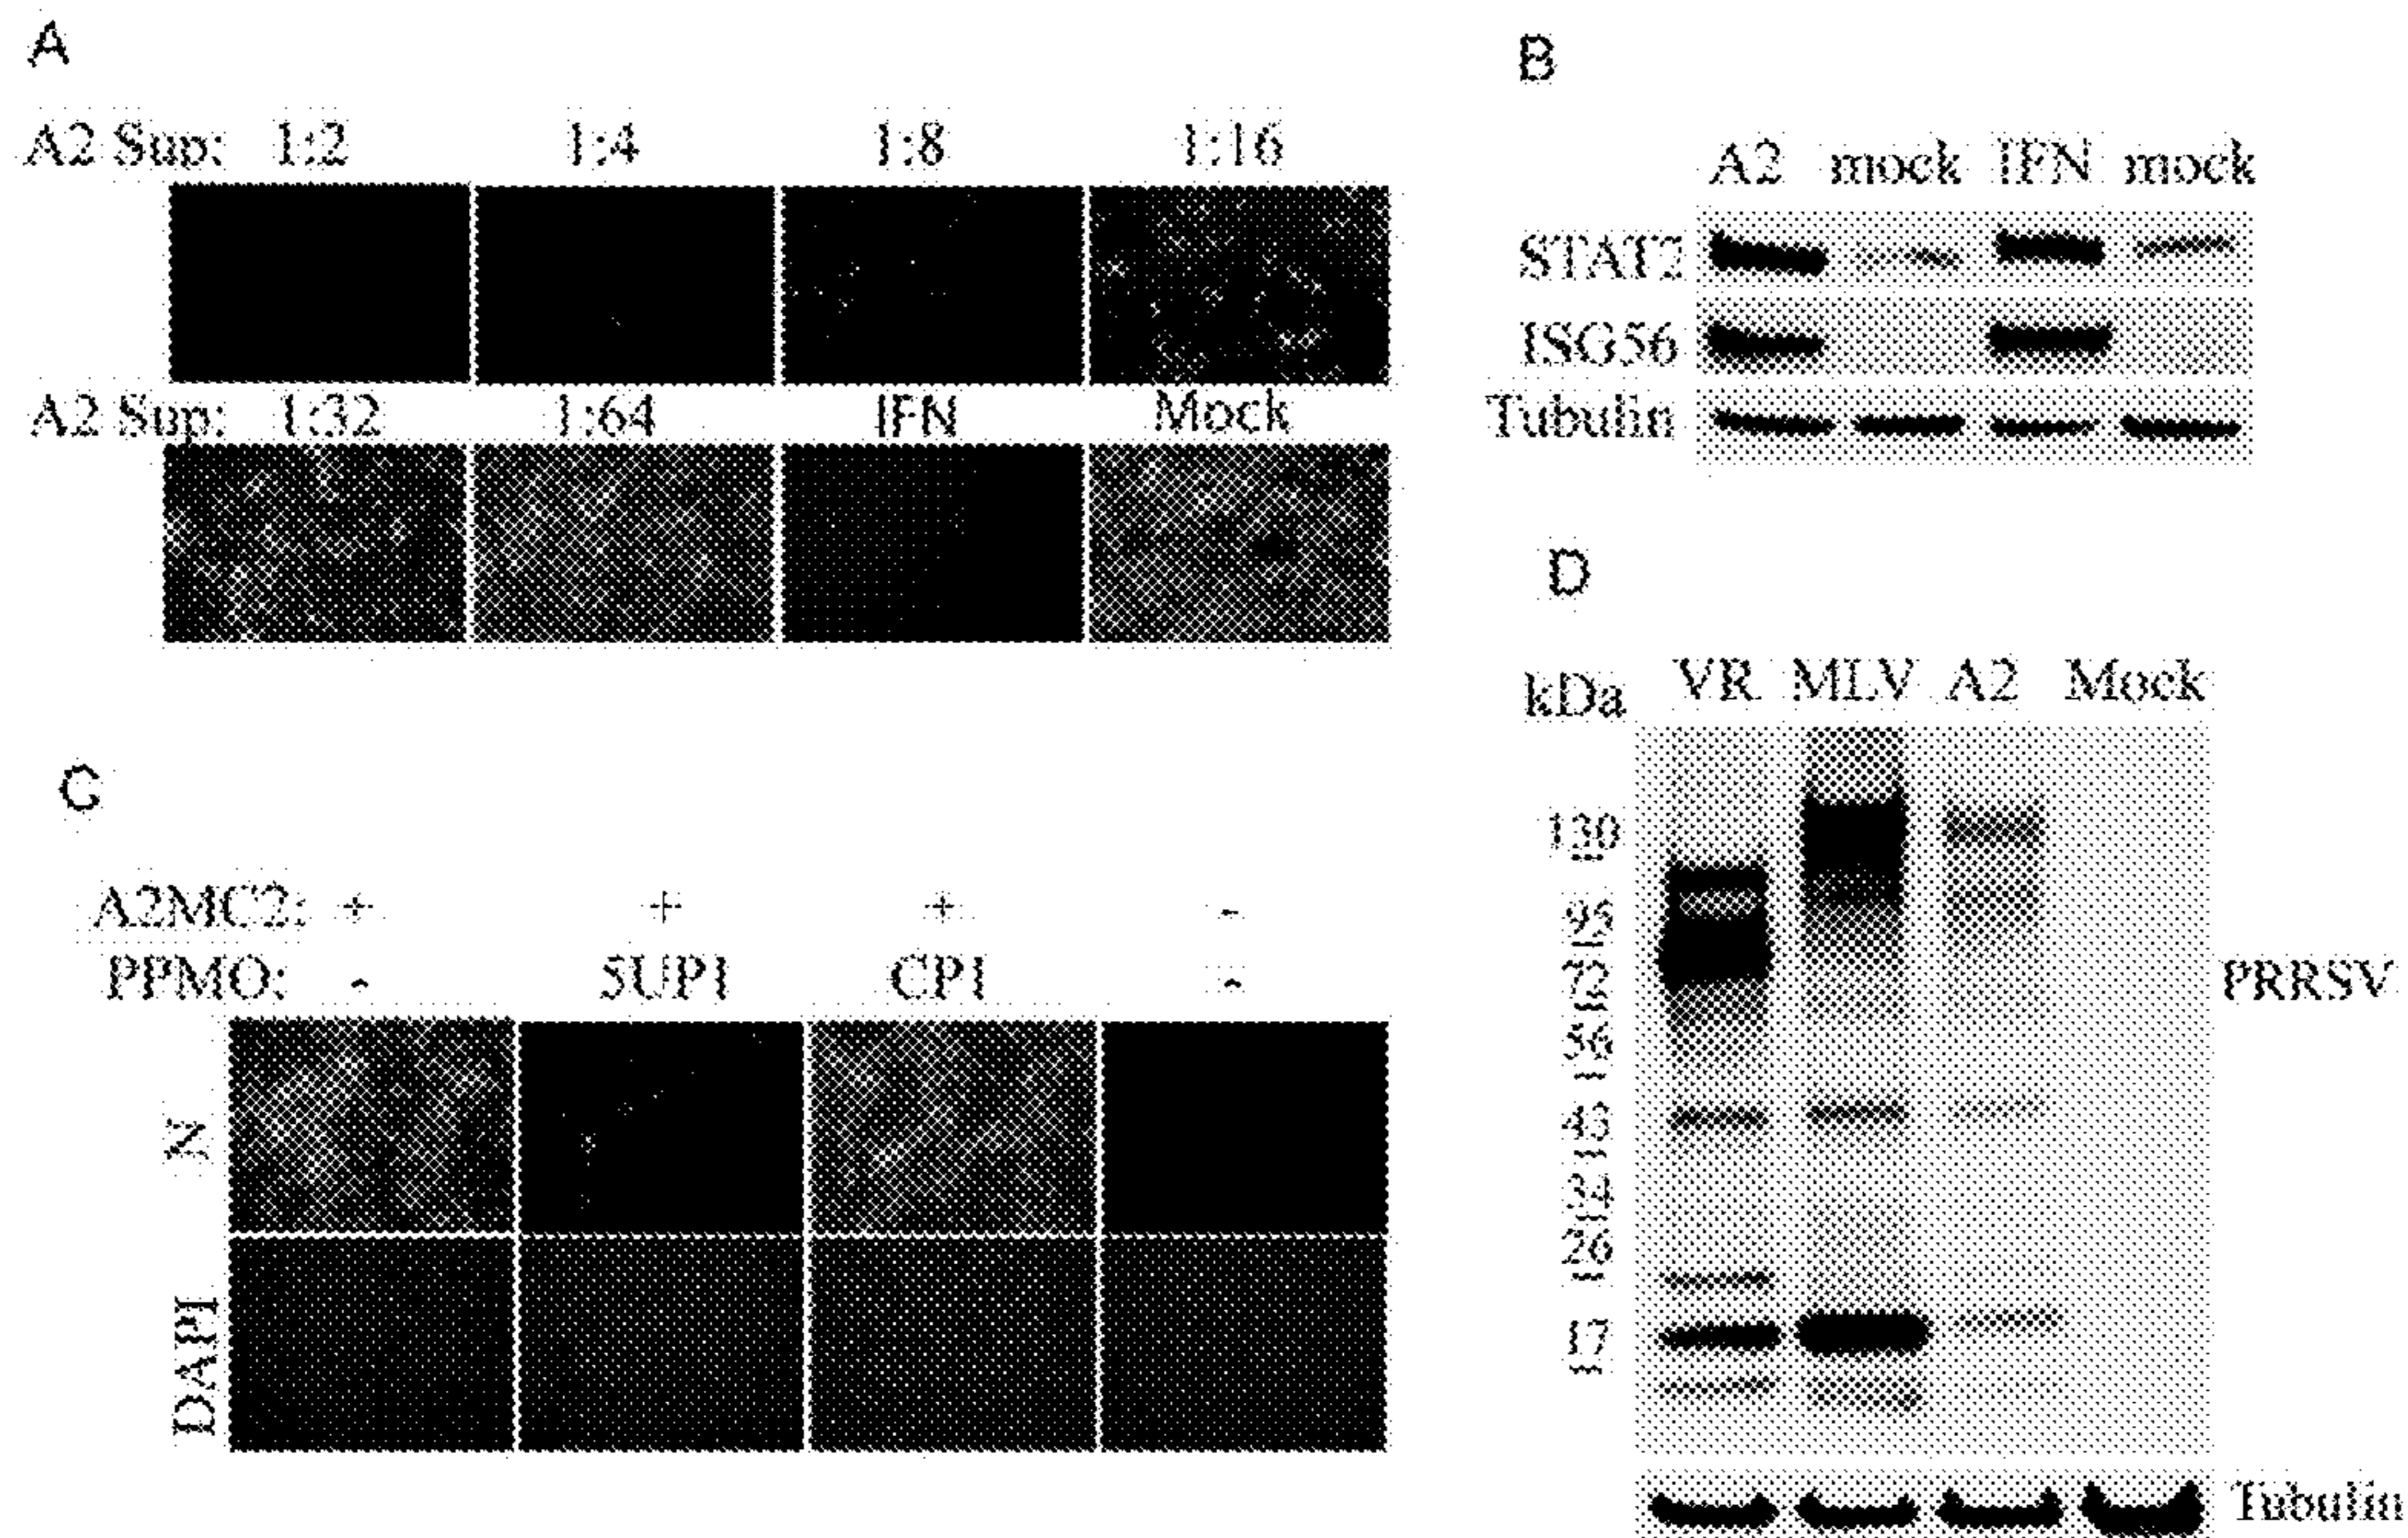 A
A2 Sup: 1:2 1:4 1:8 1:16
A2 Sup: 1:32 1:64 IFN Mock
B
A2 mock IFN mock
STAT2
ISG56
Tubulin
C
A2MC2: + + + -
PPMO: - 5UP1 CP1 -
N
DAPI
D
kDa VR MLV A2 Mock
130
95
72
PRRSV
56
43
34
26
17
Tubulin